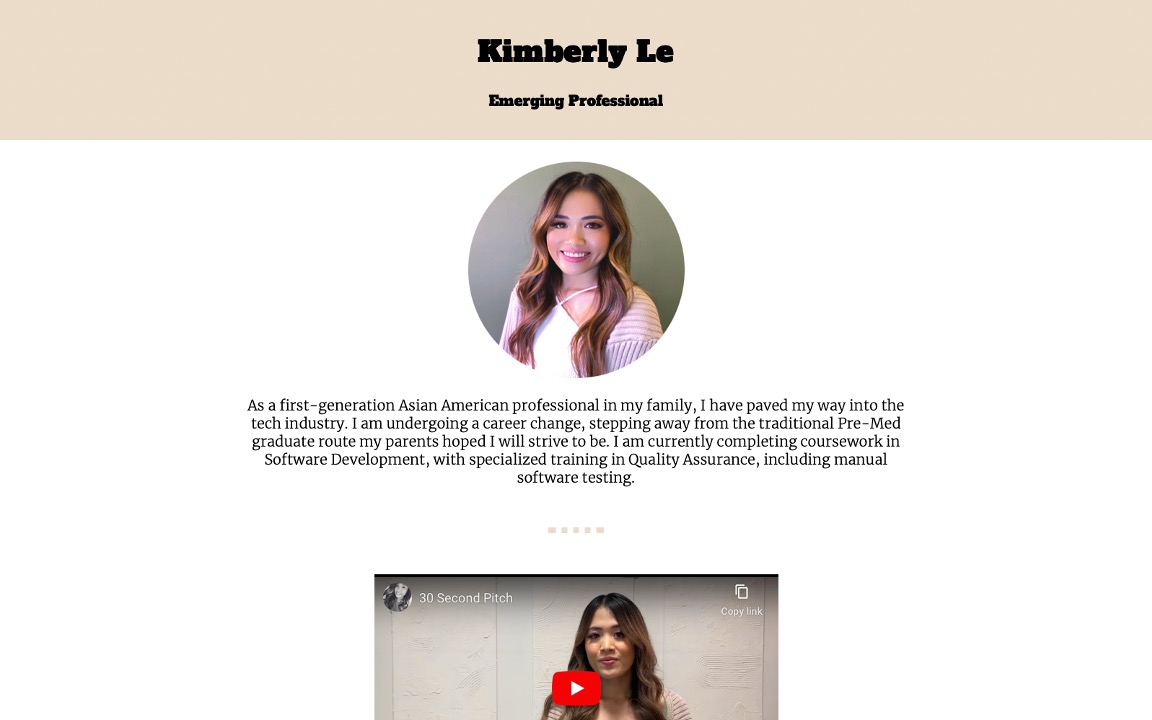 Kimberly Le
Emerging Professional
As a first-generation Asian American professional in my family, I have paved my way into the
tech industry. I am undergoing a career change, stepping away from the traditional Pre-Med
graduate route my parents hoped I will strive to be. I am currently completing coursework in
Software Development, with specialized training in Quality Assurance, including manual
software testing.
30 Second Pitch
Copy link